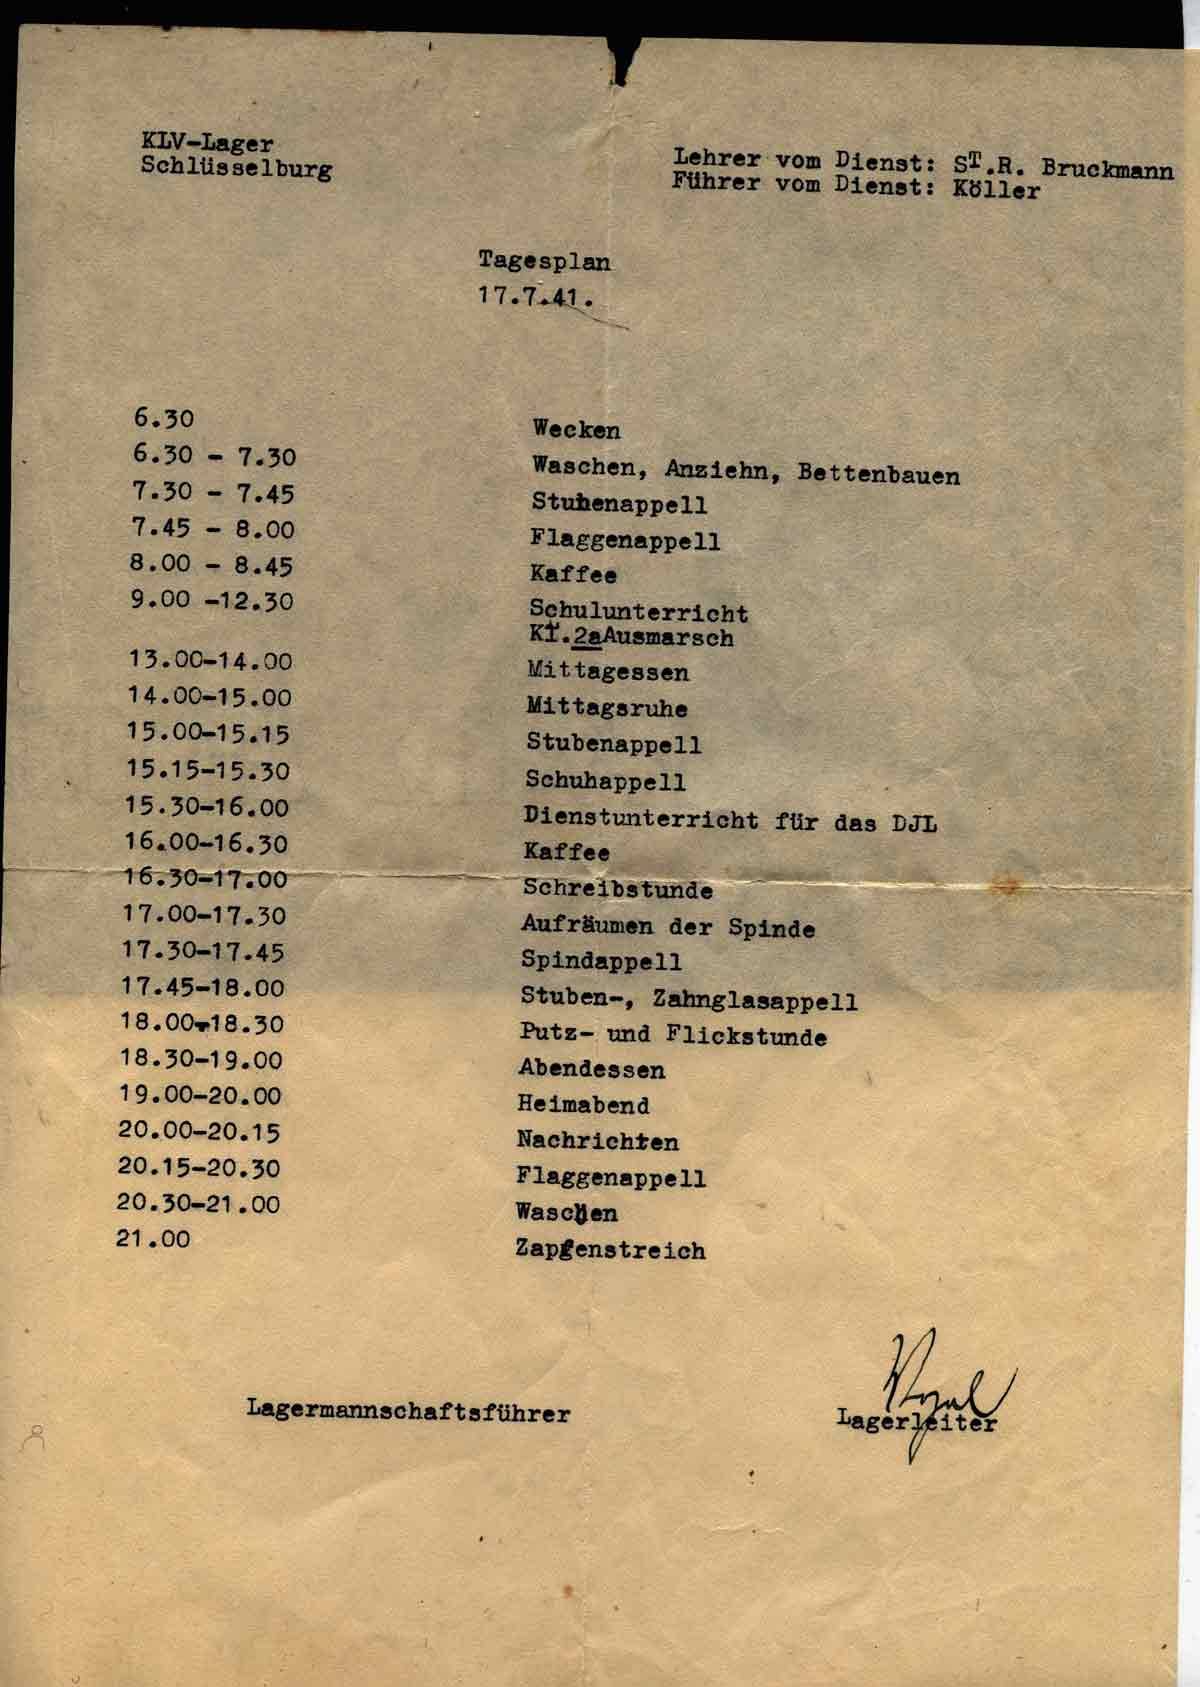 KLV-Lager
Schlüsselburg
Lehrer vom Dienst: ST.R. Bruckmann
Führer vom Dienst: Köller
Tagesplan
17.7.41.
6.30 Wecken
6.30 - 7.30 Waschen, Anziehn, Bettenbauen
7.30 - 7.45 Stubenappell
7.45 - 8.00 Flaggenappell
8.00 - 8.45 Kaffee
9.00 -12.30 Schulunterricht
Kl.2aAusmarsch
13.00-14.00 Mittagessen
14.00-15.00 Mittagsruhe
15.00-15.15 Stubenappell
15.15-15.30 Schuhappell
15.30-16.00 Dienstunterricht für das DJL
16.00-16.30 Kaffee
16.30-17.00 Schreibstunde
17.00-17.30 Aufräumen der Spinde
17.30-17.45 Spindappell
17.45-18.00 Stuben-, Zahnglasappell
18.00-18.30 Putz- und Flickstunde
18.30-19.00 Abendessen
19.00-20.00 Heimabend
20.00-20.15 Nachrichten
20.15-20.30 Flaggenappell
20.30-21.00 Waschen
21.00 Zapfenstreich
Lagermannschaftsführer
Lagerleiter